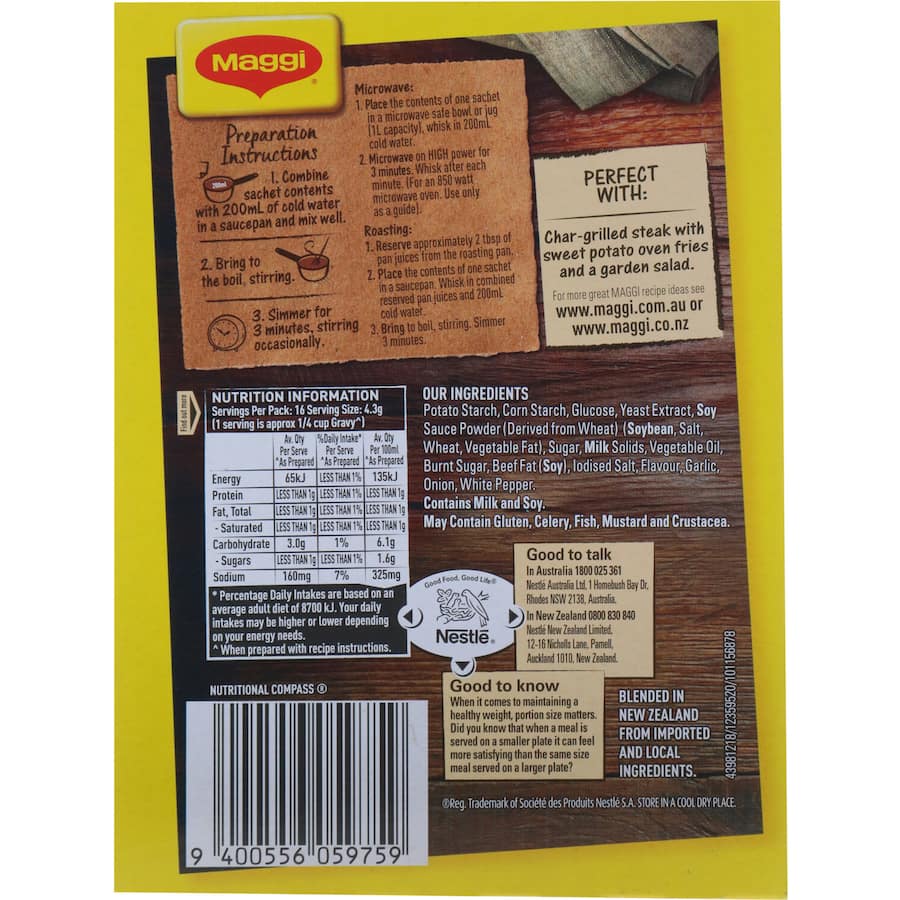 Maggi
Preparation
Instructions
200mL
1. Combine
sachet contents
with 200mL of cold water
in a saucepan and mix well.
2. Bring to
the boil, stirring.
3. Simmer for
3 minutes, stirring
occasionally.
Microwave:
1. Place the contents of one sachet
in a microwave safe bowl or jug
(1L capacity), whisk in 200mL
cold water.
2. Microwave on HIGH power for
3 minutes. Whisk after each
minute. (For an 850 watt
microwave oven. Use only
as a guide).
Roasting:
1. Reserve approximately 2 tbsp of
pan juices from the roasting pan.
2. Place the contents of one sachet
in a saucepan. Whisk in combined
reserved pan juices and 200mL
cold water.
3. Bring to boil, stirring. Simmer
3 minutes.
PERFECT
WITH:
Char-grilled steak with
sweet potato oven fries
and a garden salad.
For more great MAGGI recipe ideas see
www.maggi.com.au or
www.maggi.co.nz
Find out more
NUTRITION INFORMATION
Servings Per Pack: 16 Serving Size: 4.3g
(1 serving is approx 1/4 cup Gravy^)
Av. Qty %Daily Intake* Av. Qty
Per Serve Per Serve Per 100ml
^As Prepared ^As Prepared ^As Prepared
Energy 65kJ LESS THAN 1% 135kJ
Protein LESS THAN 1g LESS THAN 1% LESS THAN 1g
Fat, Total LESS THAN 1g LESS THAN 1% LESS THAN 1g
- Saturated LESS THAN 1g LESS THAN 1% LESS THAN 1g
Carbohydrate 3.0g 1% 6.1g
- Sugars LESS THAN 1g LESS THAN 1% 1.6g
Sodium 160mg 7% 325mg
* Percentage Daily Intakes are based on an
average adult diet of 8700 kJ. Your daily
intakes may be higher or lower depending
on your energy needs.
^ When prepared with recipe instructions.
NUTRITIONAL COMPASS ®
OUR INGREDIENTS
Potato Starch, Corn Starch, Glucose, Yeast Extract, Soy
Sauce Powder (Derived from Wheat) (Soybean, Salt,
Wheat, Vegetable Fat), Sugar, Milk Solids, Vegetable Oil,
Burnt Sugar, Beef Fat (Soy), Iodised Salt, Flavour, Garlic,
Onion, White Pepper.
Contains Milk and Soy.
May Contain Gluten, Celery, Fish, Mustard and Crustacea.
Good Food, Good Life®
Nestlé®
Good to talk
In Australia 1800 025 361
Nestlé Australia Ltd, 1 Homebush Bay Dr,
Rhodes NSW 2138, Australia.
In New Zealand 0800 830 840
Nestlé New Zealand Limited,
12-16 Nicholls Lane, Parnell,
Auckland 1010, New Zealand.
Good to know
When it comes to maintaining a
healthy weight, portion size matters.
Did you know that when a meal is
served on a smaller plate it can feel
more satisfying than the same size
meal served on a larger plate?
BLENDED IN
NEW ZEALAND
FROM IMPORTED
AND LOCAL
INGREDIENTS.
43981218/12359520/101156878
®Reg. Trademark of Société des Produits Nestlé S.A. STORE IN A COOL DRY PLACE.
9 400556 059759